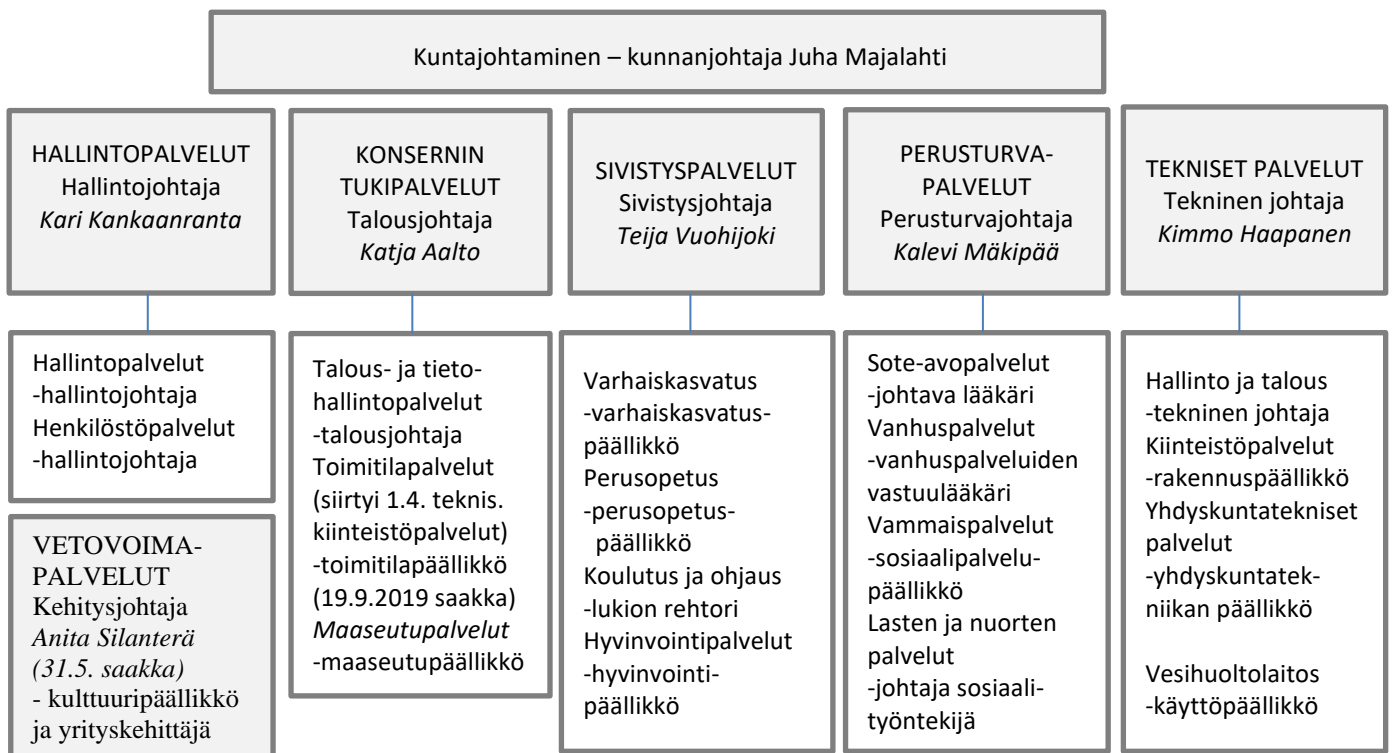 Kuntajohtaminen – kunnanjohtaja Juha Majalahti
HALLINTOPALVELUT
Hallintojohtaja
Kari Kankaanranta
KONSERNIN
TUKIPALVELUT
Talousjohtaja
Katja Aalto
SIVISTYSPALVELUT
Sivistysjohtaja
Teija Vuohijoki
PERUSTURVA-
PALVELUT
Perusturvajohtaja
Kalevi Mäkipää
TEKNISET PALVELUT
Tekninen johtaja
Kimmo Haapanen
Hallintopalvelut
-hallintojohtaja
Henkilöstöpalvelut
-hallintojohtaja
VETOVOIMA-
PALVELUT
Kehitysjohtaja
Anita Silanterä
(31.5. saakka)
- kulttuuripäällikkö
ja yrityskehittäjä
Talous- ja tieto-
hallintopalvelut
-talousjohtaja
Toimitilapalvelut
(siirtyi 1.4. teknis.
kiinteistöpalvelut)
-toimitilapäällikkö
(19.9.2019 saakka)
Maaseutupalvelut
-maaseutupäällikkö
Varhaiskasvatus
-varhaiskasvatus-
päällikkö
Perusopetus
-perusopetus-
päällikkö
Koulutus ja ohjaus
-lukion rehtori
Hyvinvointipalvelut
-hyvinvointi-
päällikkö
Sote-avopalvelut
-johtava lääkäri
Vanhuspalvelut
-vanhuspalveluiden
vastuulääkäri
Vammaispalvelut
-sosiaalipalvelu-
päällikkö
Lasten ja nuorten
palvelut
-johtaja sosiaali-
työntekijä
Hallinto ja talous
-tekninen johtaja
Kiinteistöpalvelut
-rakennuspäällikkö
Yhdyskuntatekniset
palvelut
-yhdyskuntatek-
niikan päällikkö
Vesihuoltolaitos
-käyttöpäällikkö